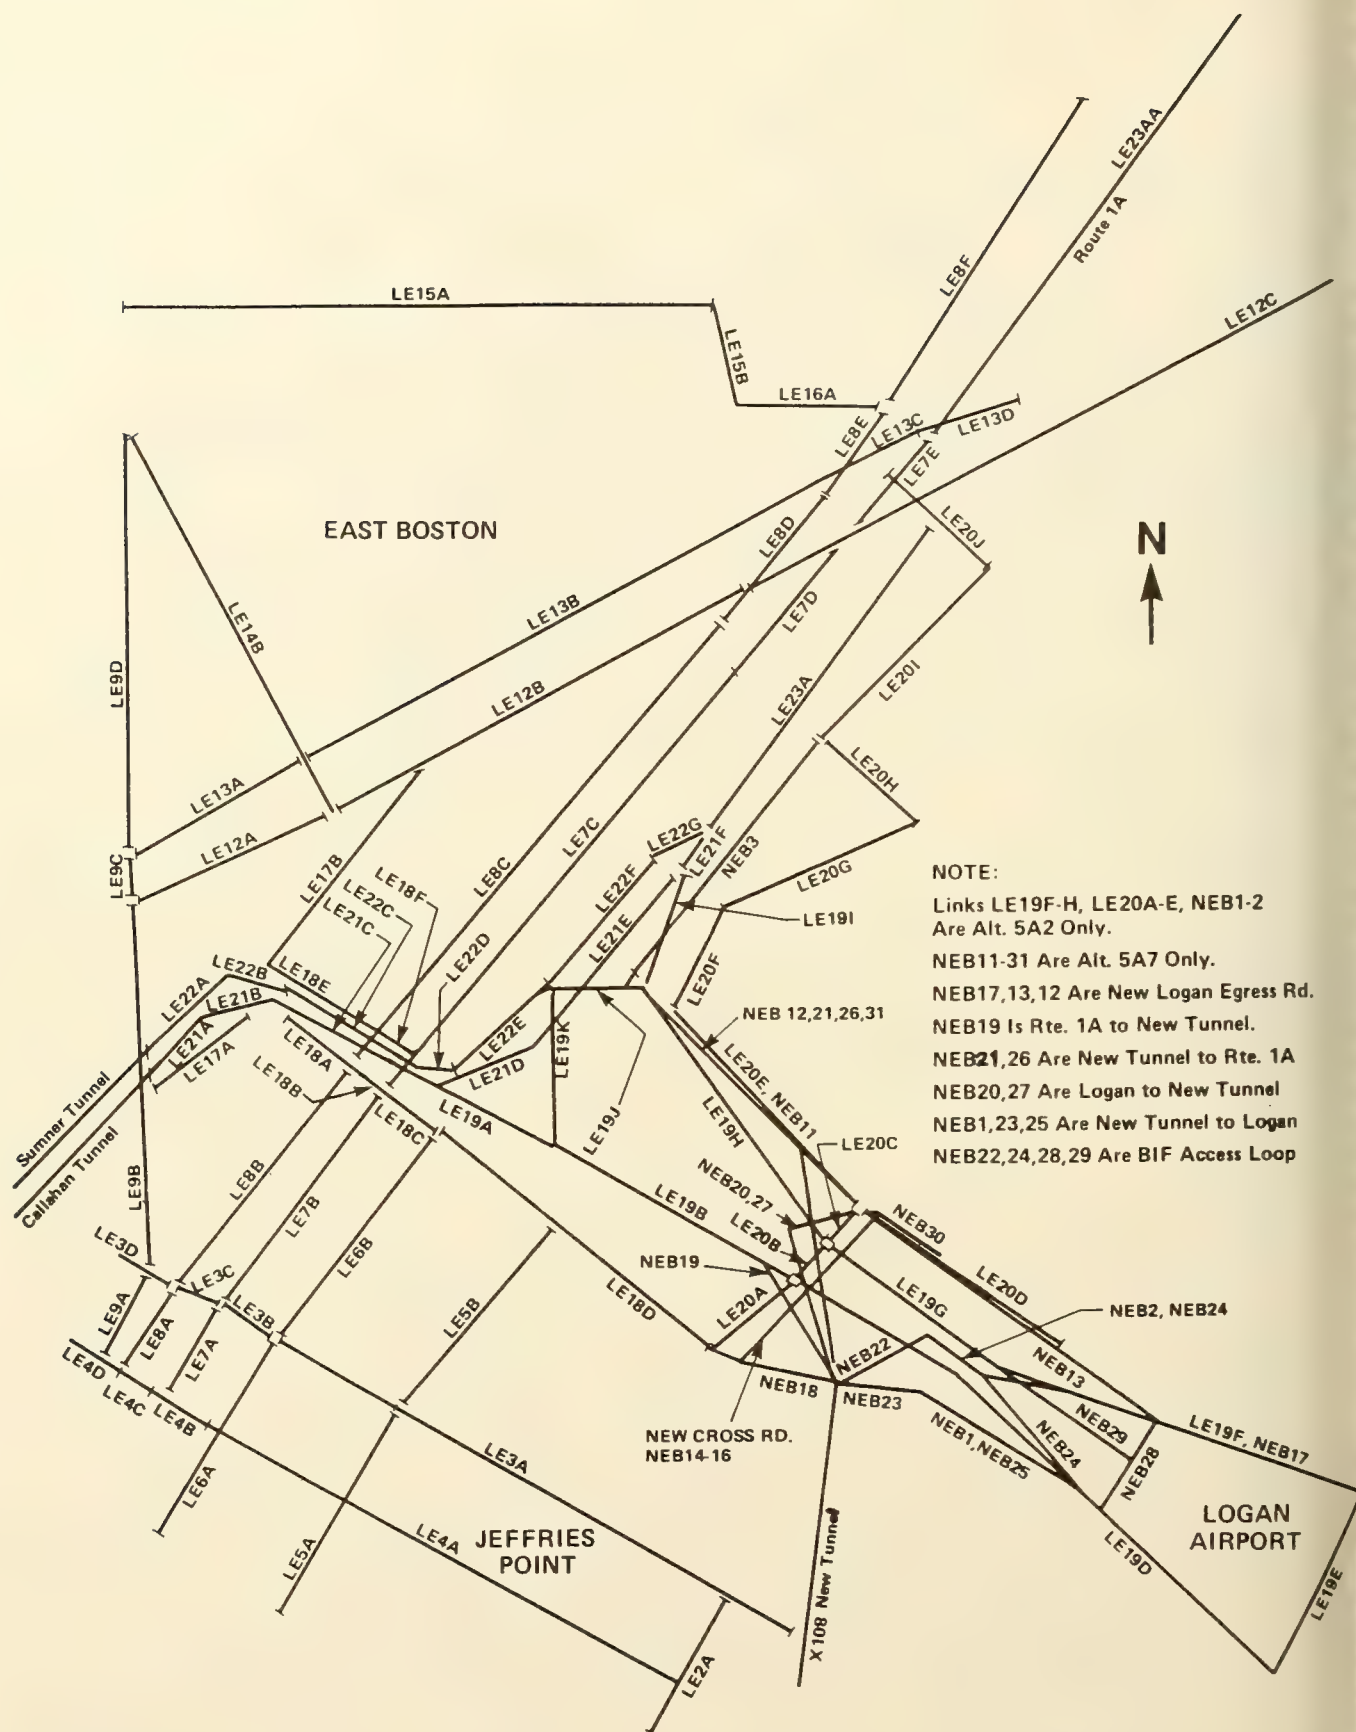 LE23AA
Route 1A
LE8F
LE12C
LE15A
LE15B
LE16A
LE8E
LE13C
LE13D
LE7E
LE20J
LE8D
EAST BOSTON
N
LE13B
LE7D
LE14B
LE9D
LE12B
LE23A
LE20I
LE13A
LE12A
LE9C
LE20H
LE22G
LE21F
NEB3
LE7C
LE8C
LE17B
LE22C
LE18F
LE21C
LE22F
LE21E
LE22D
LE20G
LE19I
LE20F
NOTE:
Links LE19F-H, LE20A-E, NEB1-2
Are Alt. 5A2 Only.
NEB11-31 Are Alt. 5A7 Only.
NEB17,13,12 Are New Logan Egress Rd.
NEB19 Is Rte. 1A to New Tunnel.
NEB21,26 Are New Tunnel to Rte. 1A
NEB20,27 Are Logan to New Tunnel
NEB1,23,25 Are New Tunnel to Logan
NEB22,24,28,29 Are BIF Access Loop
LE22A
LE22B
LE18E
LE21B
LE21A
LE17A
LE18A
LE18B
LE22E
LE21D
LE19K
LE19J
NEB 12,21,26,31
LE20E, NEB11
LE19H
LE19A
LE18C
Sumner Tunnel
Callahan Tunnel
LE9B
LE8B
LE7B
LE6B
LE20C
NEB20,27
LE19B
LE20B
NEB19
NEB30
LE20D
LE19G
LE3D
LE3C
LE3B
LE9A
LE8A
LE7A
LE5B
LE18D
LE20A
NEB2, NEB24
NEB22
NEB13
NEB18
NEB23
LE4D
LE4C
LE4B
NEW CROSS RD.
NEB14-16
NEB1, NEB25
NEB24
NEB29
NEB28
LE19F, NEB17
LE6A
LE3A
LE4A
JEFFRIES
POINT
LE5A
X108 New Tunnel
LOGAN
AIRPORT
LE19D
LE19E
LE2A